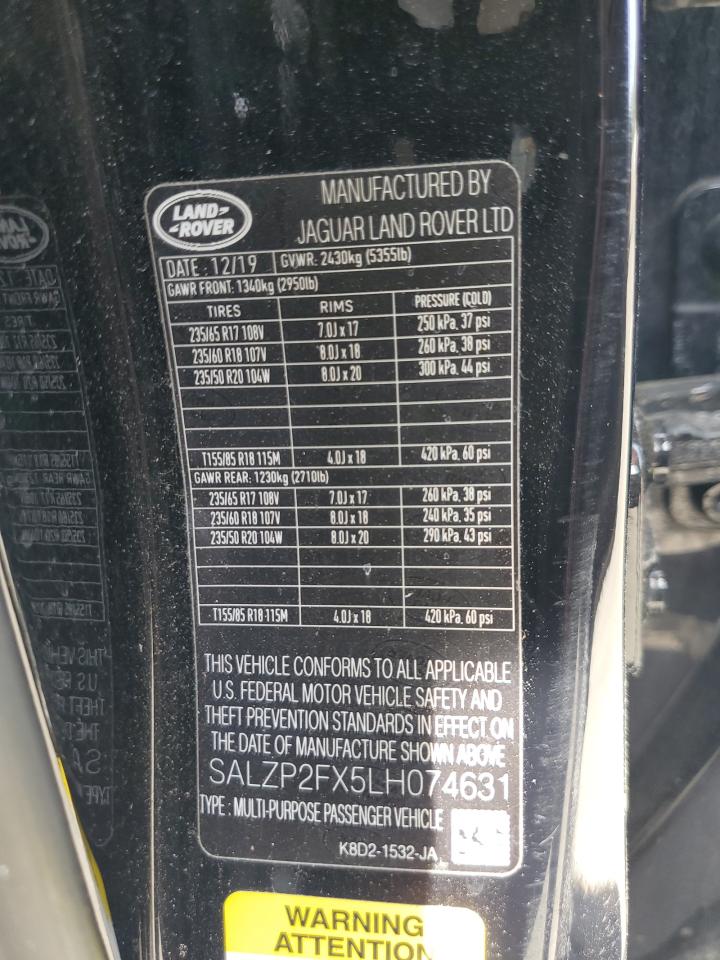 LAND-
-ROVER
MANUFACTURED BY
JAGUAR LAND ROVER LTD
DATE: 12/19 GVWR: 2430kg (5355lb)
GAWR FRONT: 1340kg (2950lb)
TIRES RIMS PRESSURE (COLD)
235/65 R17 108V 7.0J x 17 250 kPa, 37 psi
235/60 R18 107V 8.0J x 18 260 kPa, 38 psi
235/50 R20 104W 8.0J x 20 300 kPa, 44 psi
T155/85 R18 115M 4.0J x 18 420 kPa, 60 psi
GAWR REAR: 1230kg (2710lb)
235/65 R17 108V 7.0J x 17 260 kPa, 38 psi
235/60 R18 107V 8.0J x 18 240 kPa, 35 psi
235/50 R20 104W 8.0J x 20 290 kPa, 43 psi
T155/85 R18 115M 4.0J x 18 420 kPa, 60 psi
THIS VEHICLE CONFORMS TO ALL APPLICABLE
U.S. FEDERAL MOTOR VEHICLE SAFETY AND
THEFT PREVENTION STANDARDS IN EFFECT ON
THE DATE OF MANUFACTURE SHOWN ABOVE
SALZP2FX5LH074631
TYPE: MULTI-PURPOSE PASSENGER VEHICLE
K8D2-1532-JA
WARNING
ATTENTION